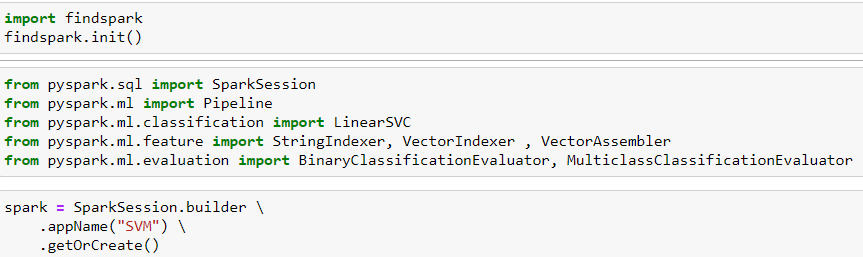 import findspark
findspark.init()
from pyspark.sql import SparkSession
from pyspark.ml import Pipeline
from pyspark.ml.classification import LinearSVC
from pyspark.ml.feature import StringIndexer, VectorIndexer , VectorAssembler
from pyspark.ml.evaluation import BinaryClassificationEvaluator, MulticlassClassificationEvaluator
spark = SparkSession.builder \
    .appName("SVM") \
    .getOrCreate()